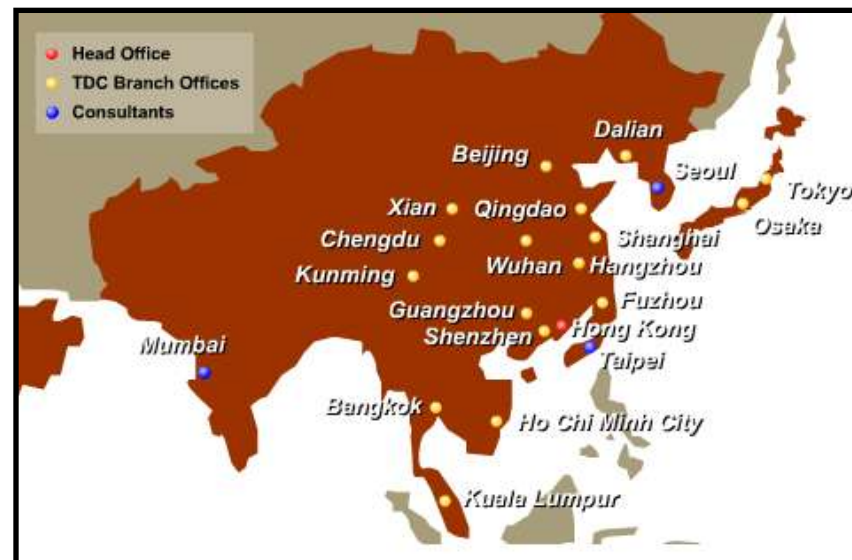 Head Office
TDC Branch Offices
Consultants
Dalian
Beijing
Seoul
Tokyo
Xian
Qingdao
Osaka
Chengdu
Shanghai
Wuhan
Hangzhou
Kunming
Fuzhou
Guangzhou
Shenzhen
Hong Kong
Mumbai
Taipei
Bangkok
Ho Chi Minh City
Kuala Lumpur